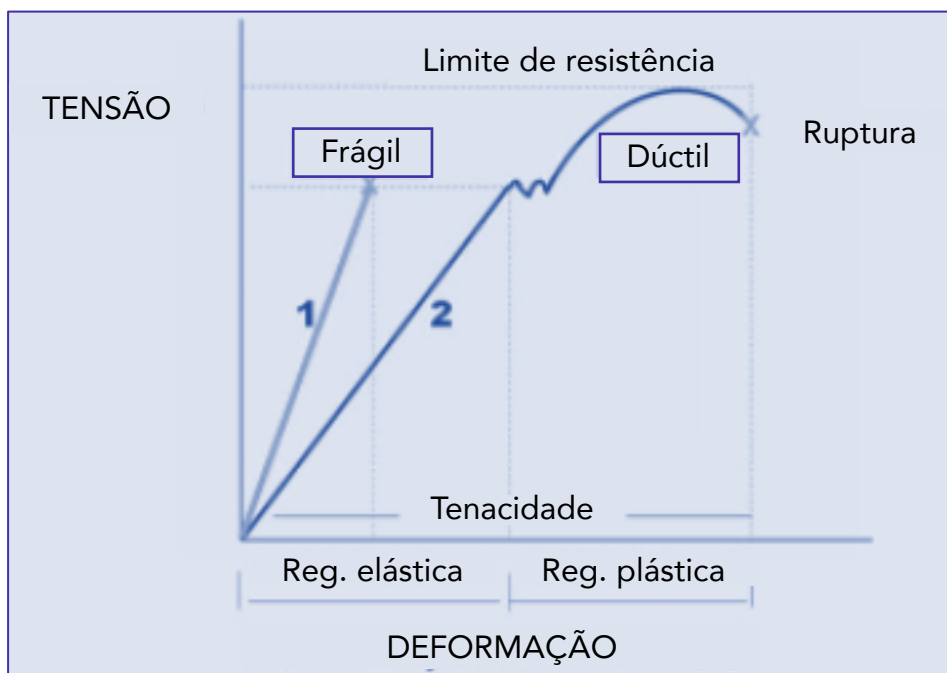 Limite de resistência
TENSÃO
Ruptura
Frágil
Dúctil
1
2
Tenacidade
Reg. elástica
Reg. plástica
DEFORMAÇÃO